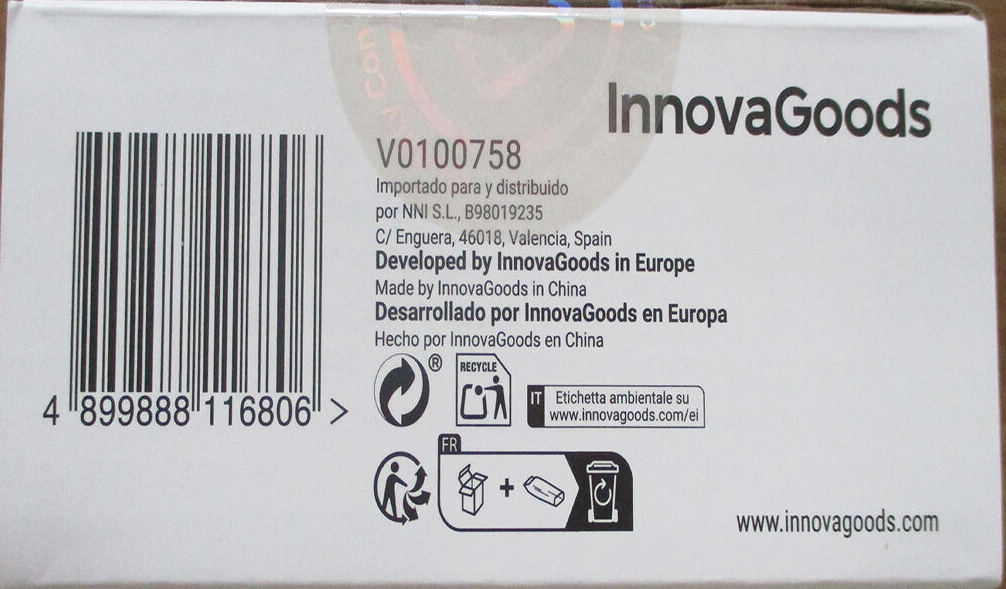 InnovaGoods
V0100758
Importado para y distribuido
por NNI S.L., B98019235
C/ Enguera, 46018, Valencia, Spain
Developed by InnovaGoods in Europe
Made by InnovaGoods in China
Desarrollado por InnovaGoods en Europa
Hecho por InnovaGoods en China
®
RECYCLE
IT Etichetta ambientale su
www.innovagoods.com/ei
4 899888 116806 >
FR
+
www.innovagoods.com